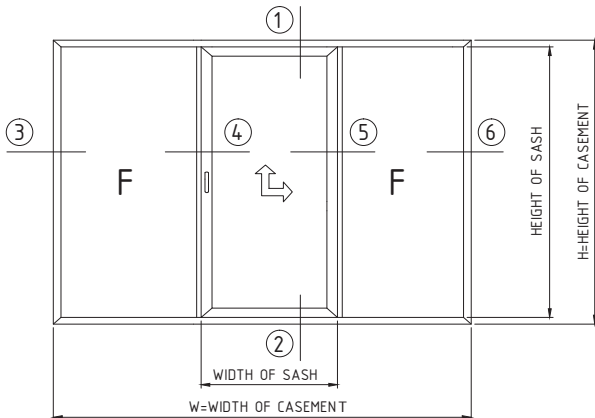 1
3
4
5
6
F
F
HEIGHT OF SASH
H=HEIGHT OF CASEMENT
2
WIDTH OF SASH
W=WIDTH OF CASEMENT